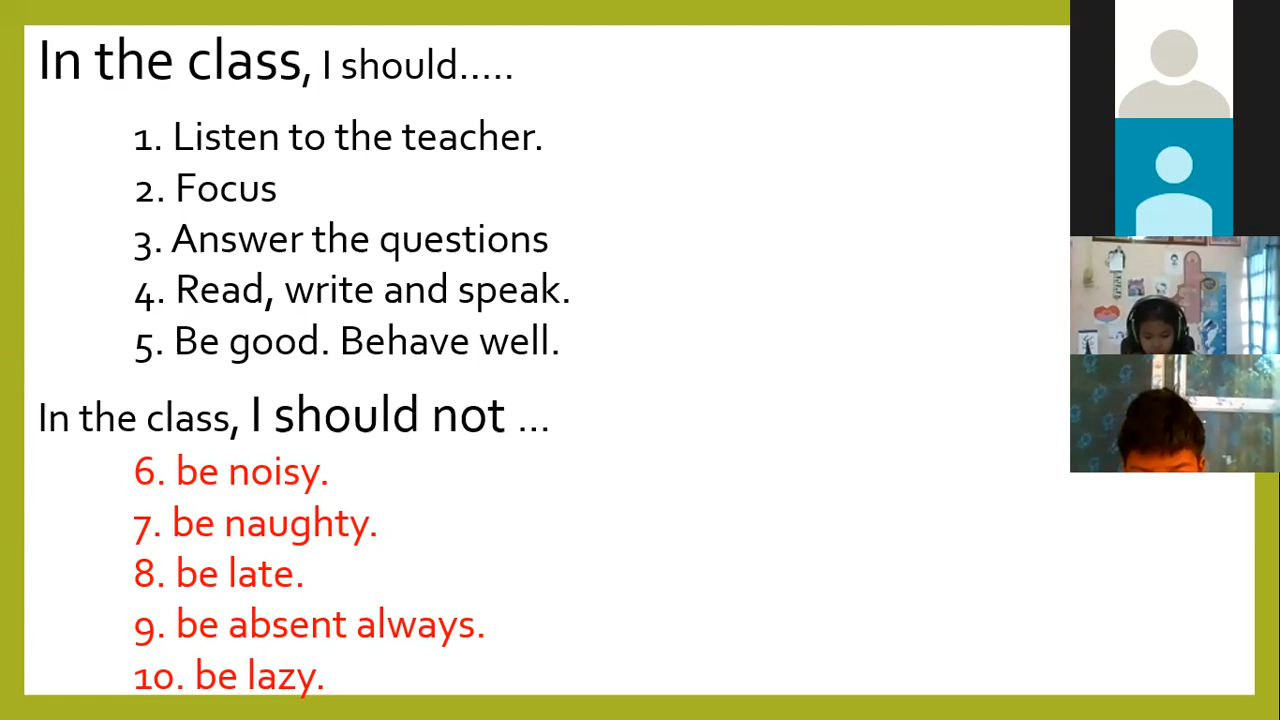 In the class, I should.....
1. Listen to the teacher.
2. Focus
3. Answer the questions
4. Read, write and speak.
5. Be good. Behave well.
In the class, I should not ...
6. be noisy.
7. be naughty.
8. be late.
9. be absent always.
10. be lazy.